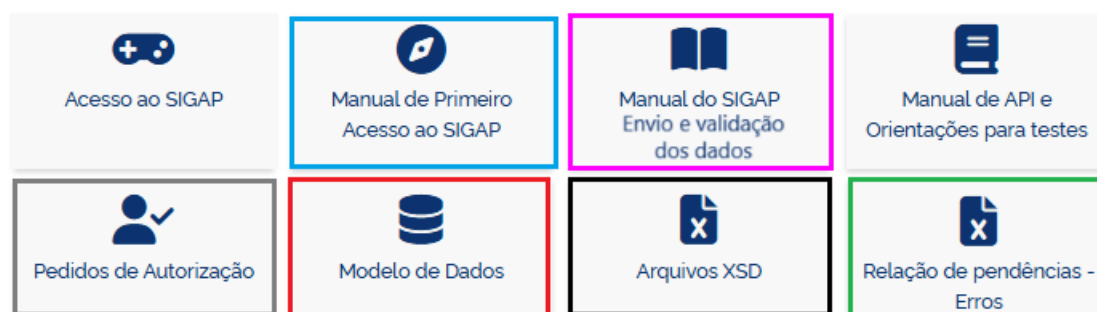 Acesso ao SIGAP
Manual de Primeiro
Acesso ao SIGAP
Manual do SIGAP
Envio e validação
dos dados
Manual de API e
Orientações para testes
Pedidos de Autorização
Modelo de Dados
Arquivos XSD
Relação de pendências -
Erros